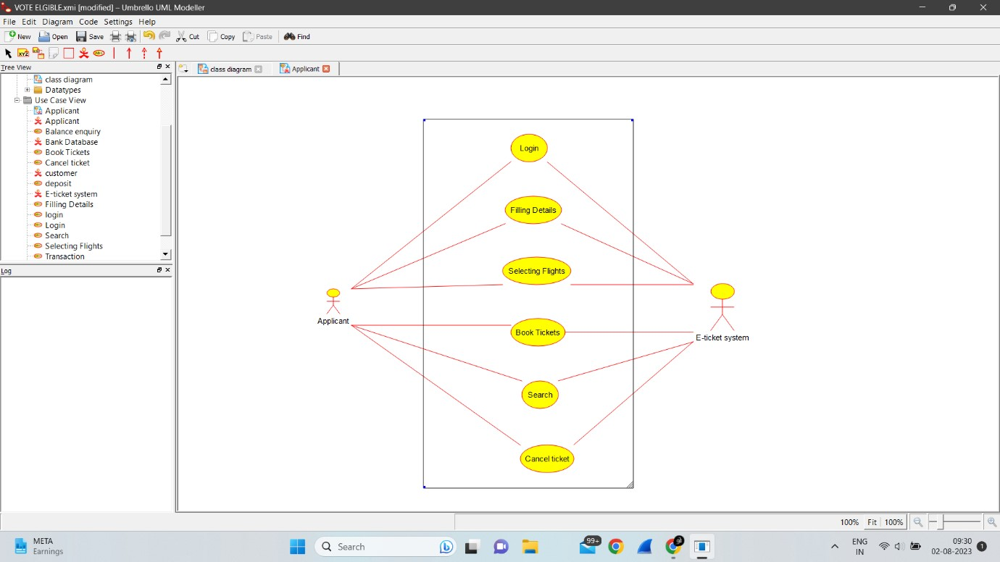 VOTE ELGIBLE.xmi [modified] – Umbrello UML Modeller
File Edit Diagram Code Settings Help
New Open Save Cut Copy Paste Find
XYZ ABC
Tree View
class diagram Applicant
class diagram
Datatypes
Use Case View
Applicant
Applicant
Balance enquiry
Bank Database
Book Tickets
Cancel ticket
customer
deposit
E-ticket system
Filling Details
login
Login
Search
Selecting Flights
Transaction
Log
Login
Filling Details
Selecting Flights
Applicant
Book Tickets
E-ticket system
Search
Cancel ticket
100% Fit 100%
META
Earnings
Search
99+
ENG
IN
09:30
02-08-2023
1